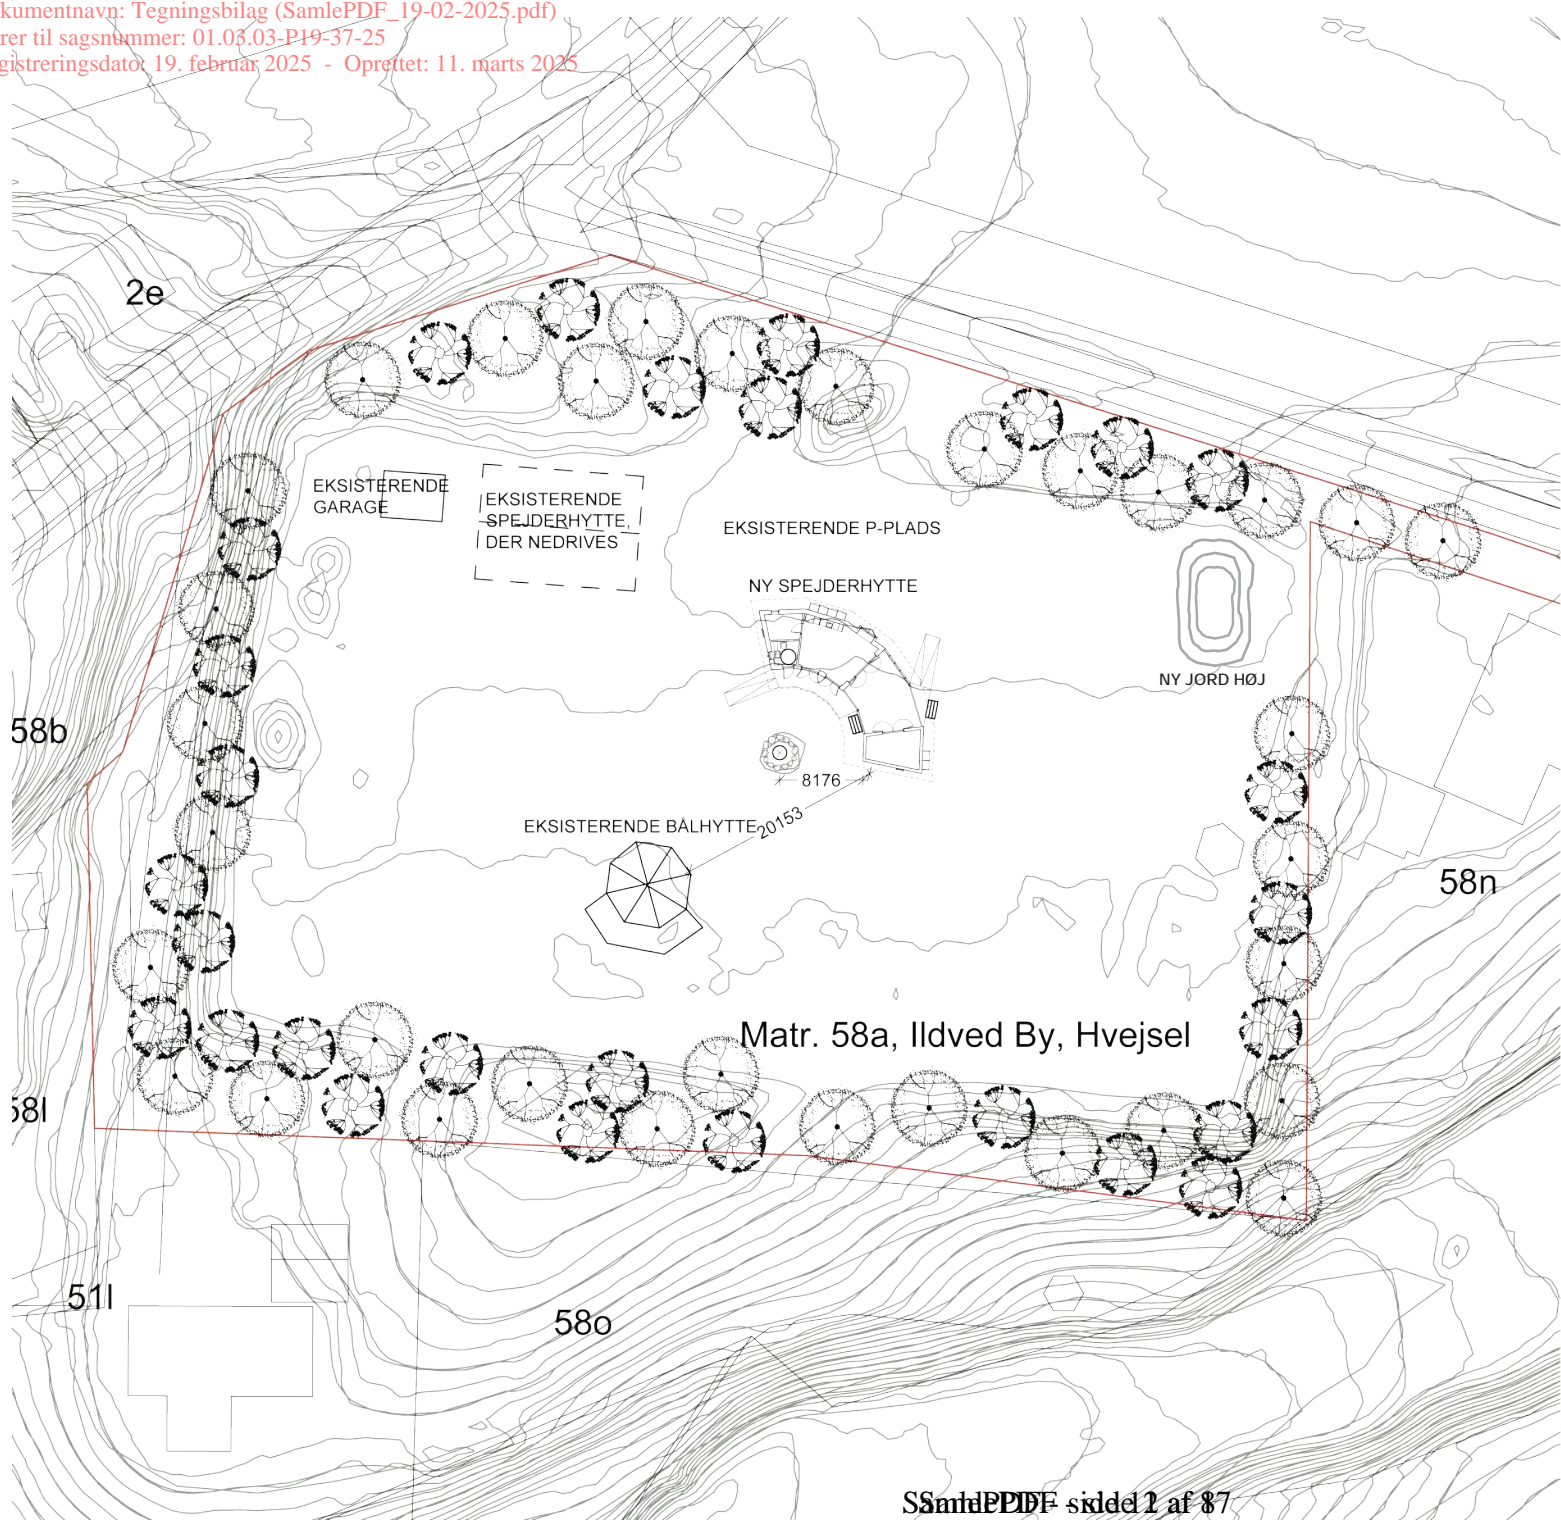 kumentnavn: Tegningsbilag (SamlePDF_19-02-2025.pdf)
rer til sagsnummer: 01.03.03-P19-37-25
gistreringsdato: 19. februar 2025 - Oprettet: 11. marts 2025
2e
EKSISTERENDE
GARAGE
EKSISTERENDE
SPEJDERHYTTE,
DER NEDRIVES
EKSISTERENDE P-PLADS
NY SPEJDERHYTTE
NY JORD HØJ
58b
8176
20153
EKSISTERENDE BÅLHYTTE
58n
Matr. 58a, Ildved By, Hvejsel
58l
51l
58o